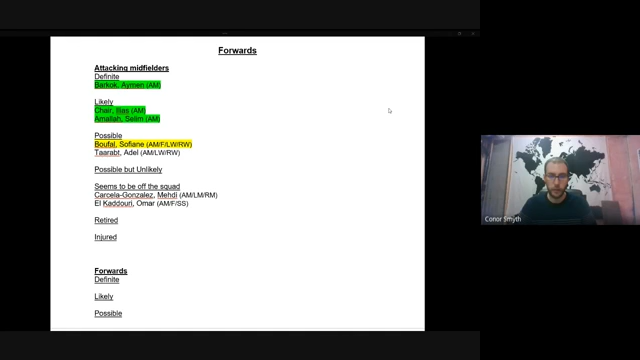 Forwards
Attacking midfielders
Definite
Barkok, Aymen (AM)
Likely
Chair, Ilias (AM)
Amallah, Selim (AM)
Possible
Boufal, Sofiane (AM/F/LW/RW)
Taarabt, Adel (AM/LW/RW)
Possible but Unlikely
Seems to be off the squad
Carcela-Gonzalez, Mehdi (AM/LM/RM)
El Kaddouri, Omar (AM/F/SS)
Retired
Injured
Forwards
Definite
Likely
Possible
Conor Smyth